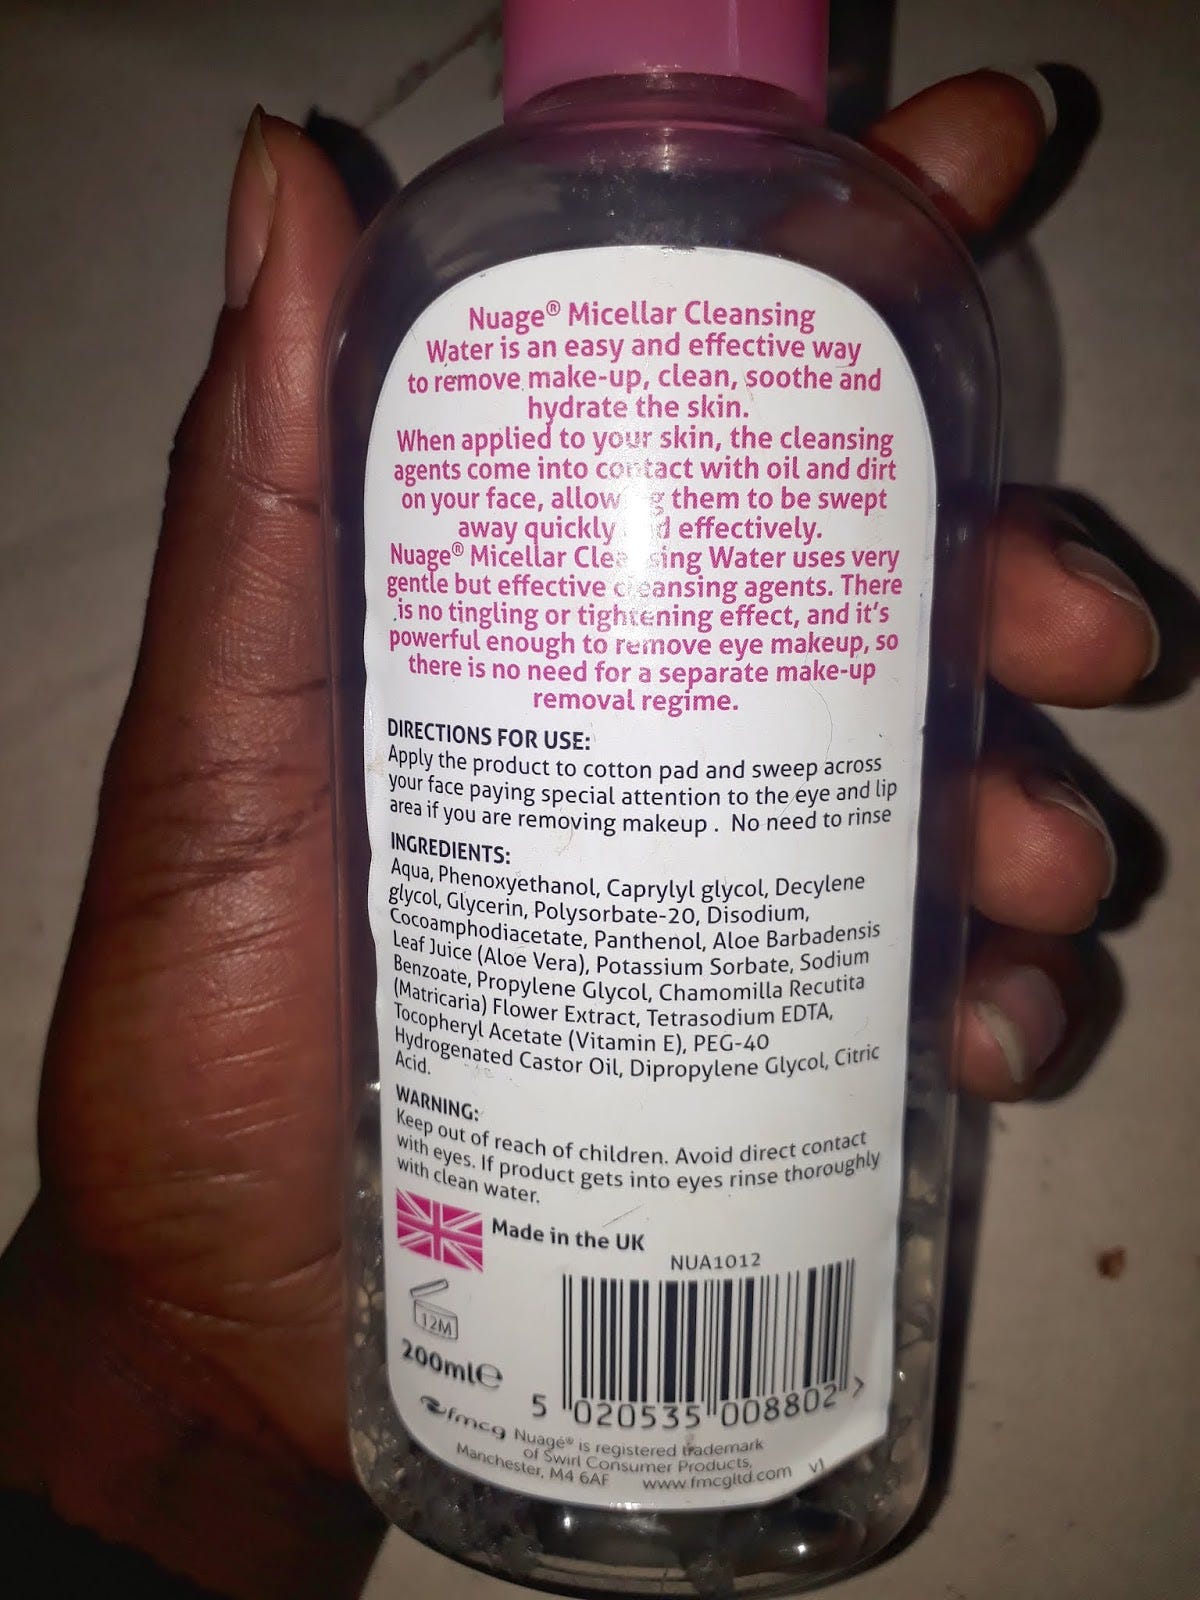 Nuage® Micellar Cleansing
Water is an easy and effective way
to remove make-up, clean, soothe and
hydrate the skin.
When applied to your skin, the cleansing
agents come into contact with oil and dirt
on your face, allowing them to be swept
away quickly and effectively.
Nuage® Micellar Cleansing Water uses very
gentle but effective cleansing agents. There
is no tingling or tightening effect, and it's
powerful enough to remove eye makeup, so
there is no need for a separate make-up
removal regime.
DIRECTIONS FOR USE:
Apply the product to cotton pad and sweep across
your face paying special attention to the eye and lip
area if you are removing makeup . No need to rinse
INGREDIENTS:
Aqua, Phenoxyethanol, Caprylyl glycol, Decylene
glycol, Glycerin, Polysorbate-20, Disodium,
Cocoamphodiacetate, Panthenol, Aloe Barbadensis
Leaf Juice (Aloe Vera), Potassium Sorbate, Sodium
Benzoate, Propylene Glycol, Chamomilla Recutita
(Matricaria) Flower Extract, Tetrasodium EDTA,
Tocopheryl Acetate (Vitamin E), PEG-40
Hydrogenated Castor Oil, Dipropylene Glycol, Citric
Acid.
WARNING:
Keep out of reach of children. Avoid direct contact
with eyes. If product gets into eyes rinse thoroughly
with clean water.
Made in the UK
NUA1012
12M
200ml℮
5 020535 008802 >
fmcg Nuagé® is registered trademark
of Swirl Consumer Products,
Manchester, M4 6AF www.fmcgltd.com v1